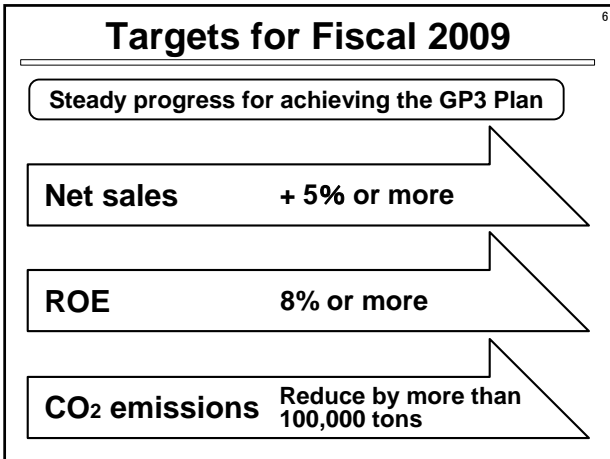 6
Targets for Fiscal 2009
Steady progress for achieving the GP3 Plan
Net sales + 5% or more
ROE 8% or more
CO2 emissions Reduce by more than
100,000 tons